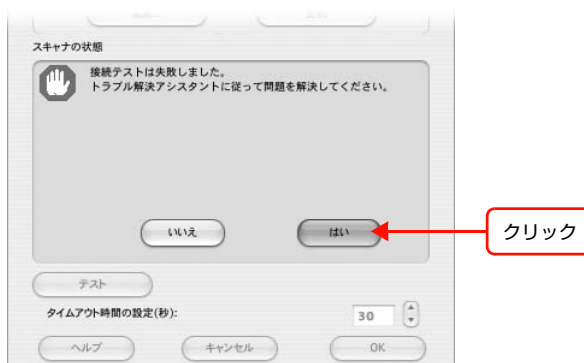 スキャナの状態
接続テストは失敗しました。
トラブル解決アシスタントに従って問題を解決してください。
いいえ
はい
クリック
テスト
タイムアウト時間の設定(秒):
30
ヘルプ
キャンセル
OK